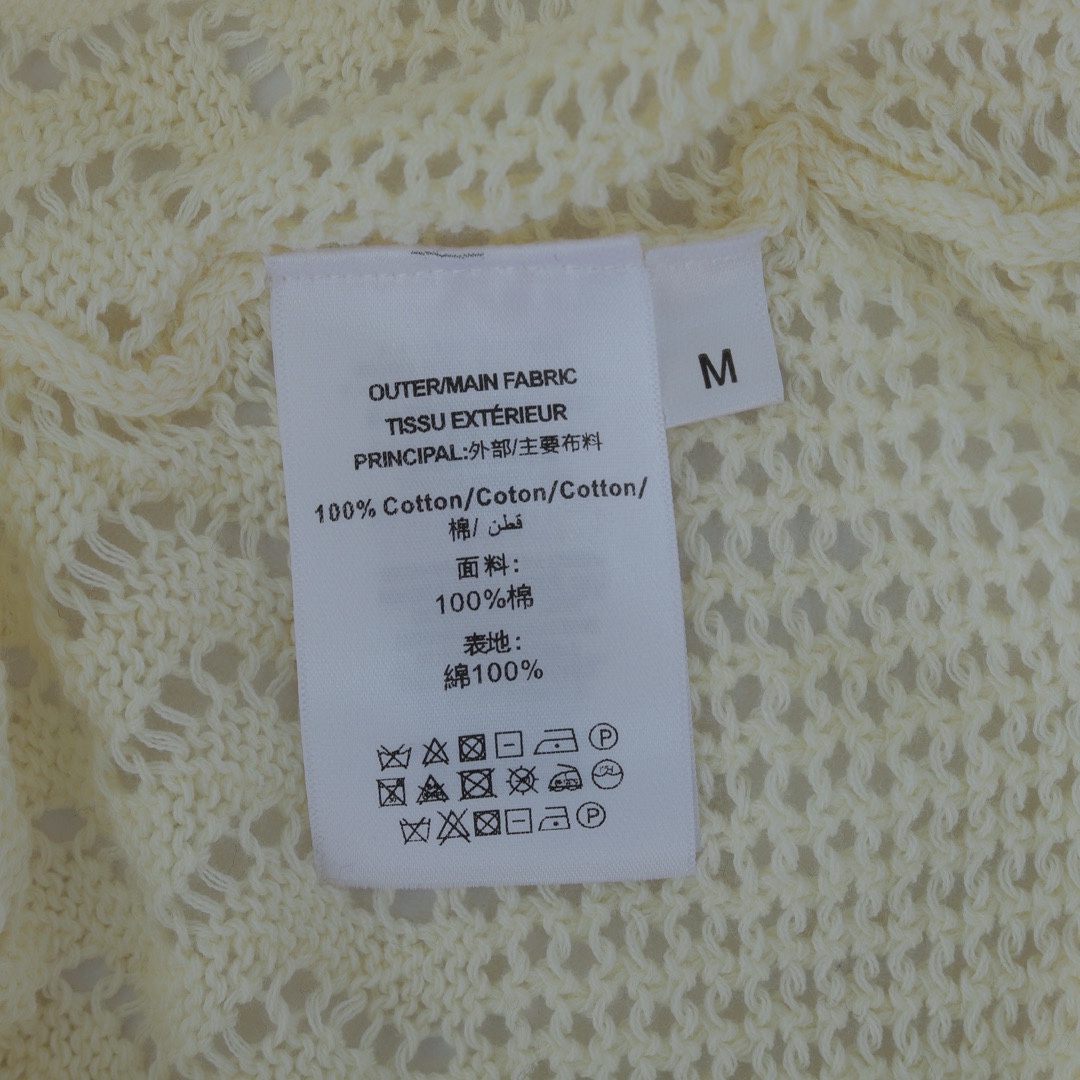 OUTER/MAIN FABRIC
TISSU EXTÉRIEUR
PRINCIPAL:外部/主要布料
100% Cotton/Coton/Cotton/
棉/ قطن
面料:
100%棉
表地:
綿100%
M
P
P